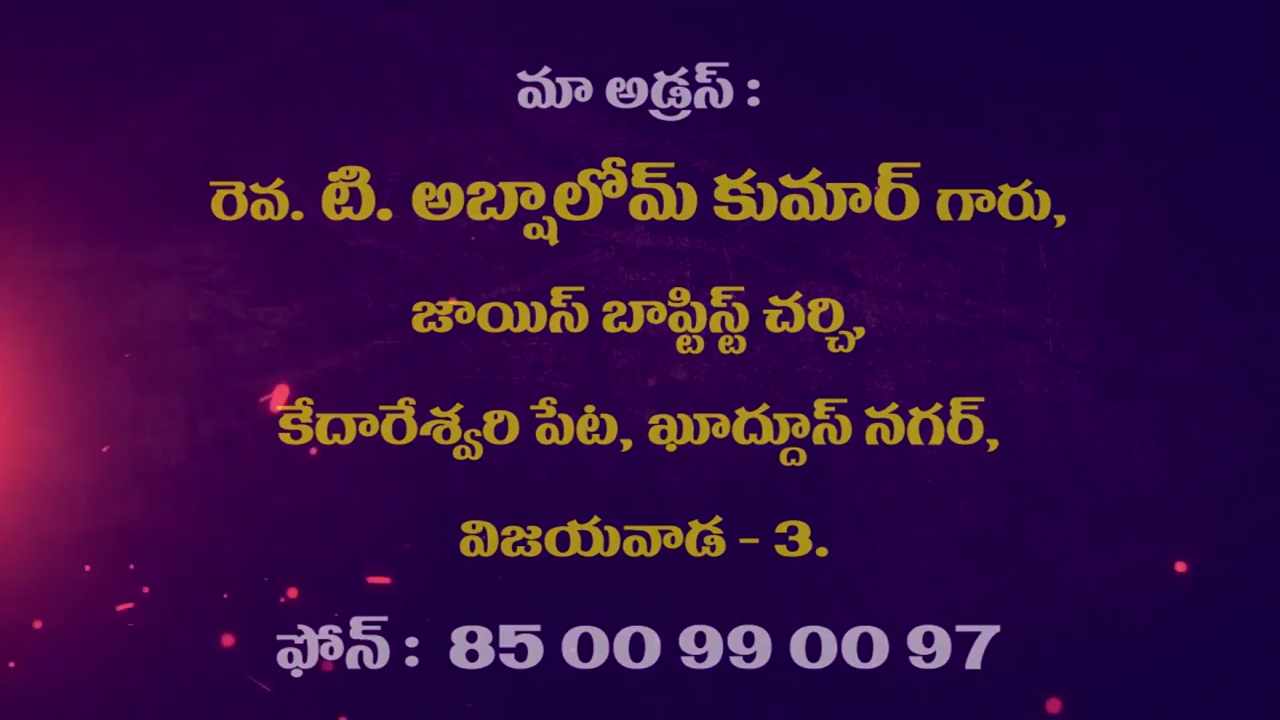 మా అడ్రస్ :
రెవ. టి. అబ్షాలోమ్ కుమార్ గారు,
జాయిస్ బాప్టిస్ట్ చర్చి,
కేదారేశ్వరి పేట, ఖూద్దూస్ నగర్,
విజయవాడ - 3.
ఫోన్ : 85 00 99 00 97